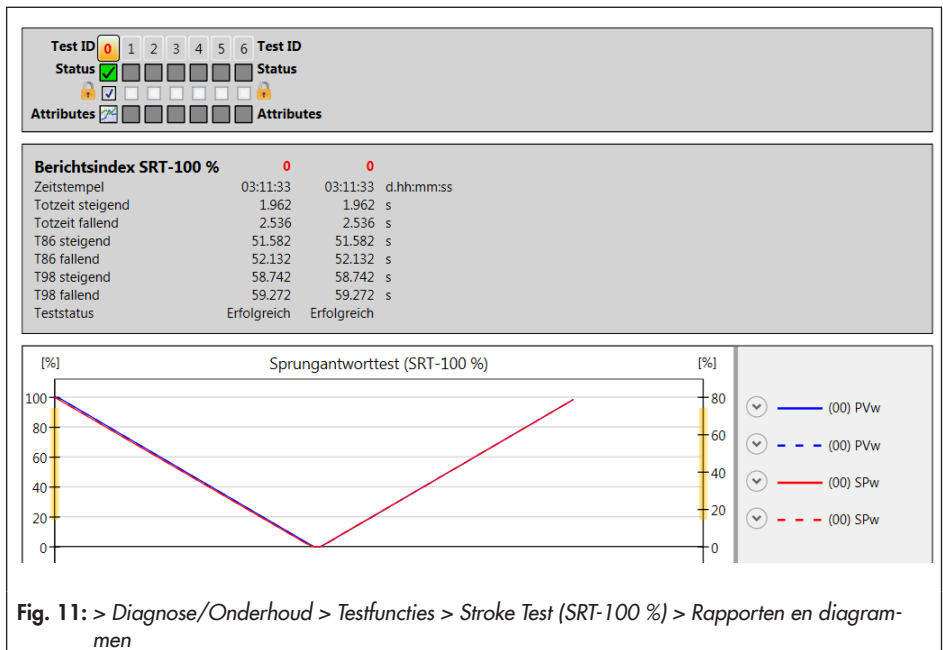 Test ID 0 1 2 3 4 5 6 Test ID
Status Status
Attributes Attributes
Berichtsindex SRT-100 % 0 0
Zeitstempel 03:11:33 03:11:33 d.hh:mm:ss
Totzeit steigend 1.962 1.962 s
Totzeit fallend 2.536 2.536 s
T86 steigend 51.582 51.582 s
T86 fallend 52.132 52.132 s
T98 steigend 58.742 58.742 s
T98 fallend 59.272 59.272 s
Teststatus Erfolgreich Erfolgreich
[%] Sprungantworttest (SRT-100 %) [%]
100 80
80 60
60 40
40 20
20 0
0
(00) PVw
(00) PVw
(00) SPw
(00) SPw
Fig. 11: > Diagnose/Onderhoud > Testfuncties > Stroke Test (SRT-100 %) > Rapporten en diagram-
men